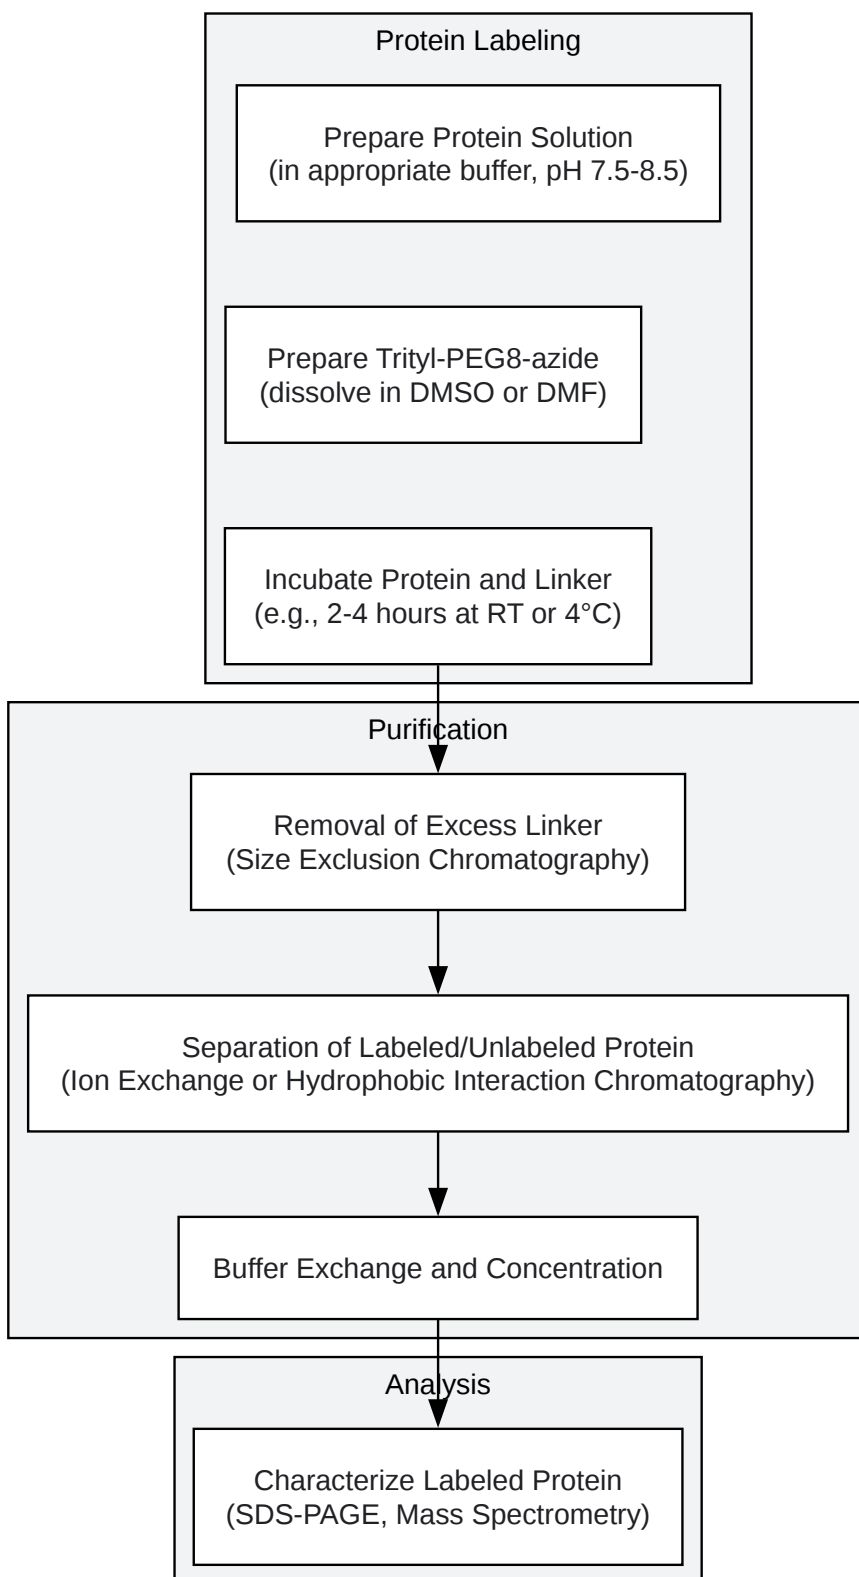 Protein Labeling
Prepare Protein Solution
(in appropriate buffer, pH 7.5-8.5)
Prepare Trityl-PEG8-azide
(dissolve in DMSO or DMF)
Incubate Protein and Linker
(e.g., 2-4 hours at RT or 4°C)
Purification
Removal of Excess Linker
(Size Exclusion Chromatography)
Separation of Labeled/Unlabeled Protein
(Ion Exchange or Hydrophobic Interaction Chromatography)
Buffer Exchange and Concentration
Analysis
Characterize Labeled Protein
(SDS-PAGE, Mass Spectrometry)